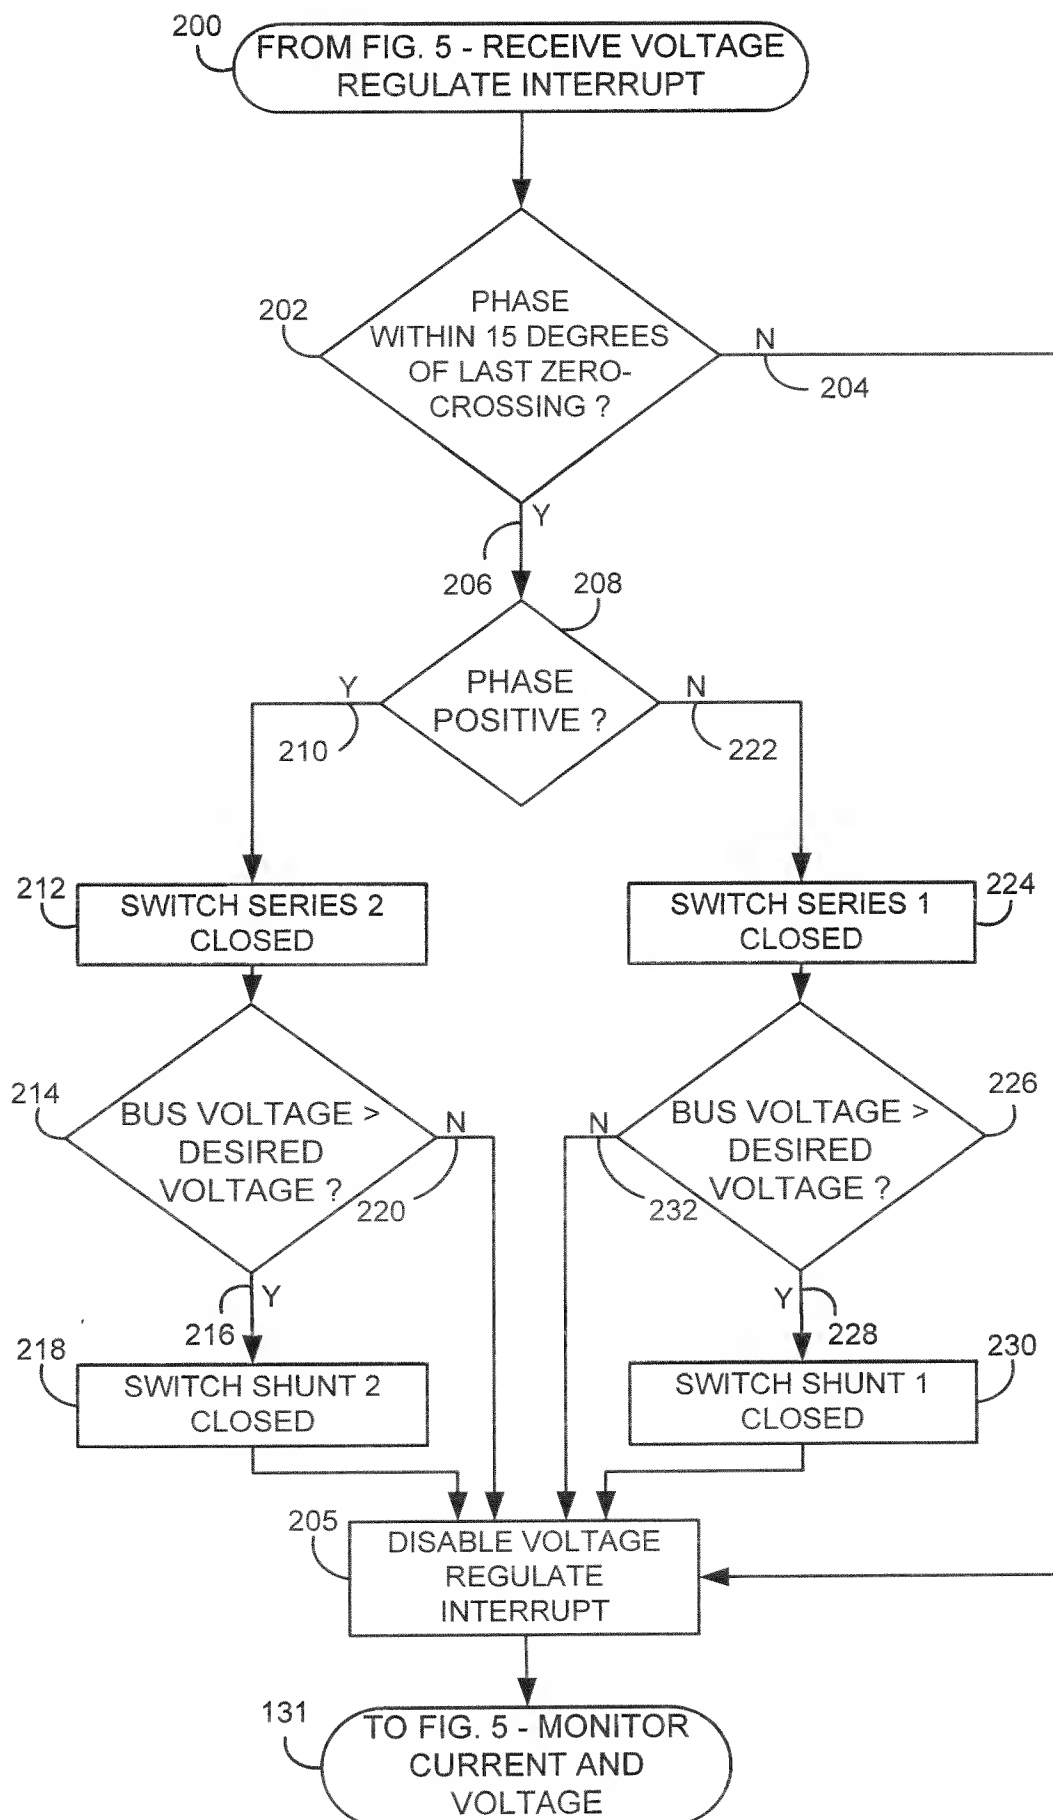 200
FROM FIG. 5 - RECEIVE VOLTAGE
REGULATE INTERRUPT
202
PHASE
WITHIN 15 DEGREES
OF LAST ZERO-
CROSSING ?
N
204
Y
206
208
PHASE
POSITIVE ?
Y
210
N
222
212
SWITCH SERIES 2
CLOSED
SWITCH SERIES 1
CLOSED
224
214
BUS VOLTAGE >
DESIRED
VOLTAGE ?
N
220
N
232
BUS VOLTAGE >
DESIRED
VOLTAGE ?
226
Y
216
Y
228
218
SWITCH SHUNT 2
CLOSED
SWITCH SHUNT 1
CLOSED
230
205
DISABLE VOLTAGE
REGULATE
INTERRUPT
131
TO FIG. 5 - MONITOR
CURRENT AND
VOLTAGE